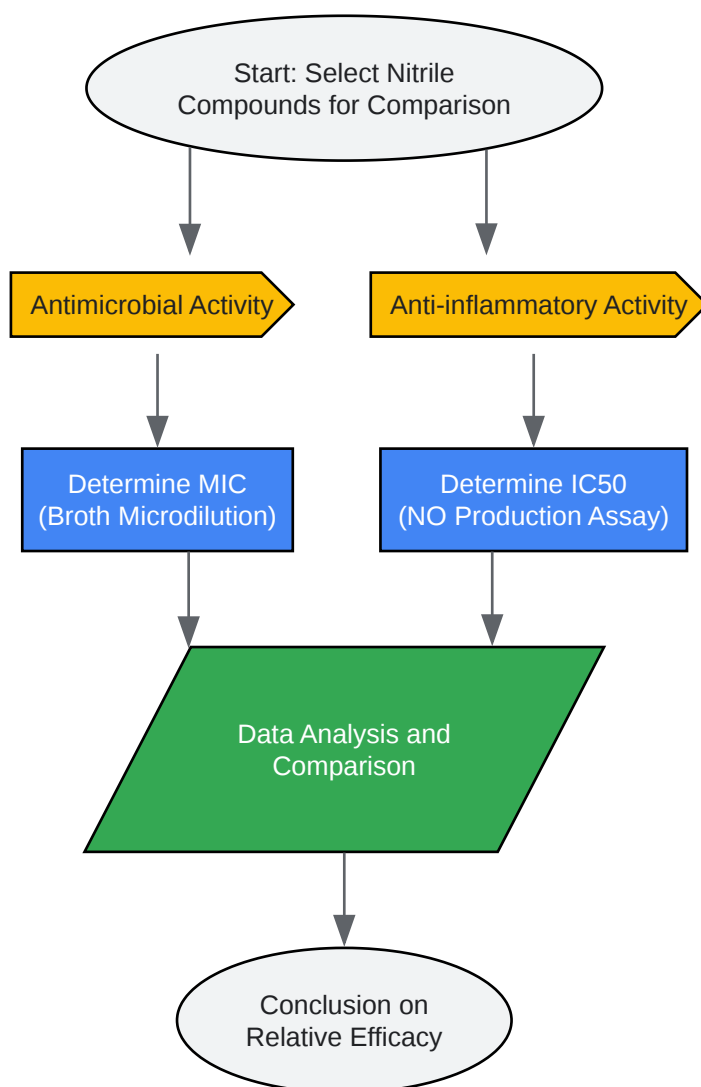 Start: Select Nitrile
Compounds for Comparison
Antimicrobial Activity
Anti-inflammatory Activity
Determine MIC
(Broth Microdilution)
Determine IC50
(NO Production Assay)
Data Analysis and
Comparison
Conclusion on
Relative Efficacy